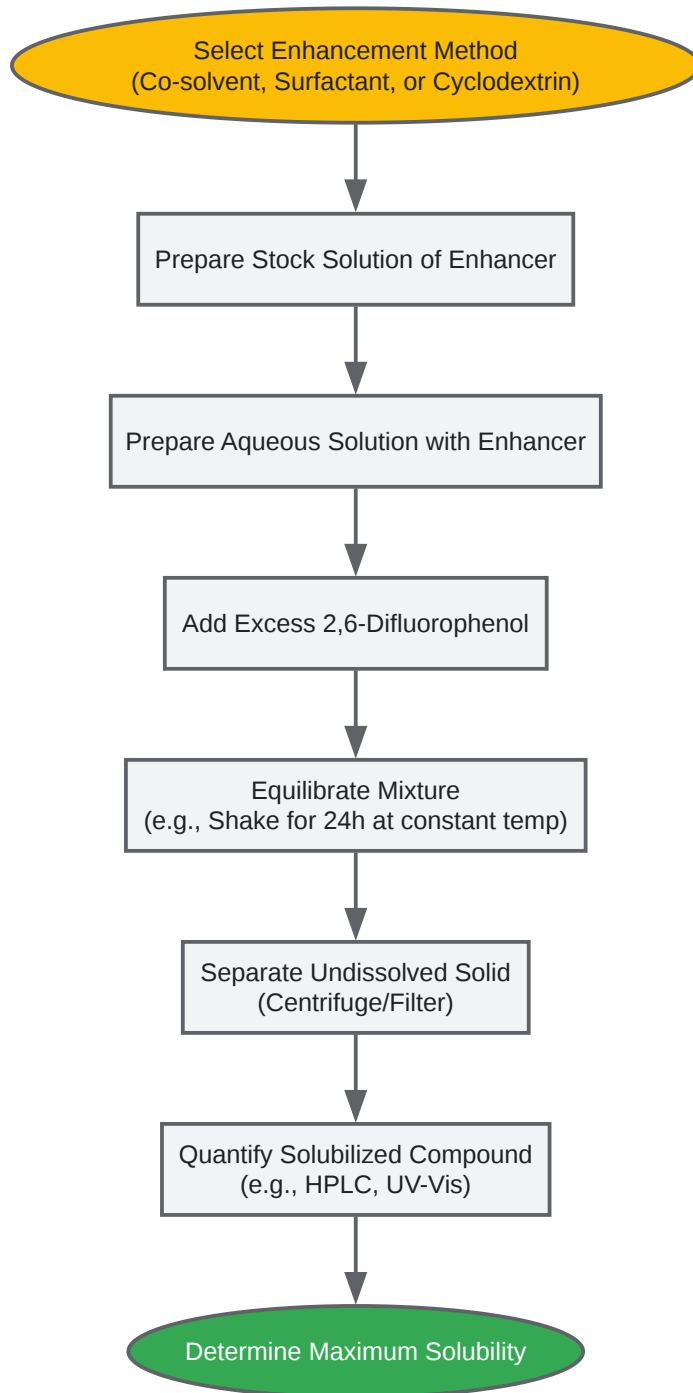 Select Enhancement Method
(Co-solvent, Surfactant, or Cyclodextrin)
Prepare Stock Solution of Enhancer
Prepare Aqueous Solution with Enhancer
Add Excess 2,6-Difluorophenol
Equilibrate Mixture
(e.g., Shake for 24h at constant temp)
Separate Undissolved Solid
(Centrifuge/Filter)
Quantify Solubilized Compound
(e.g., HPLC, UV-Vis)
Determine Maximum Solubility